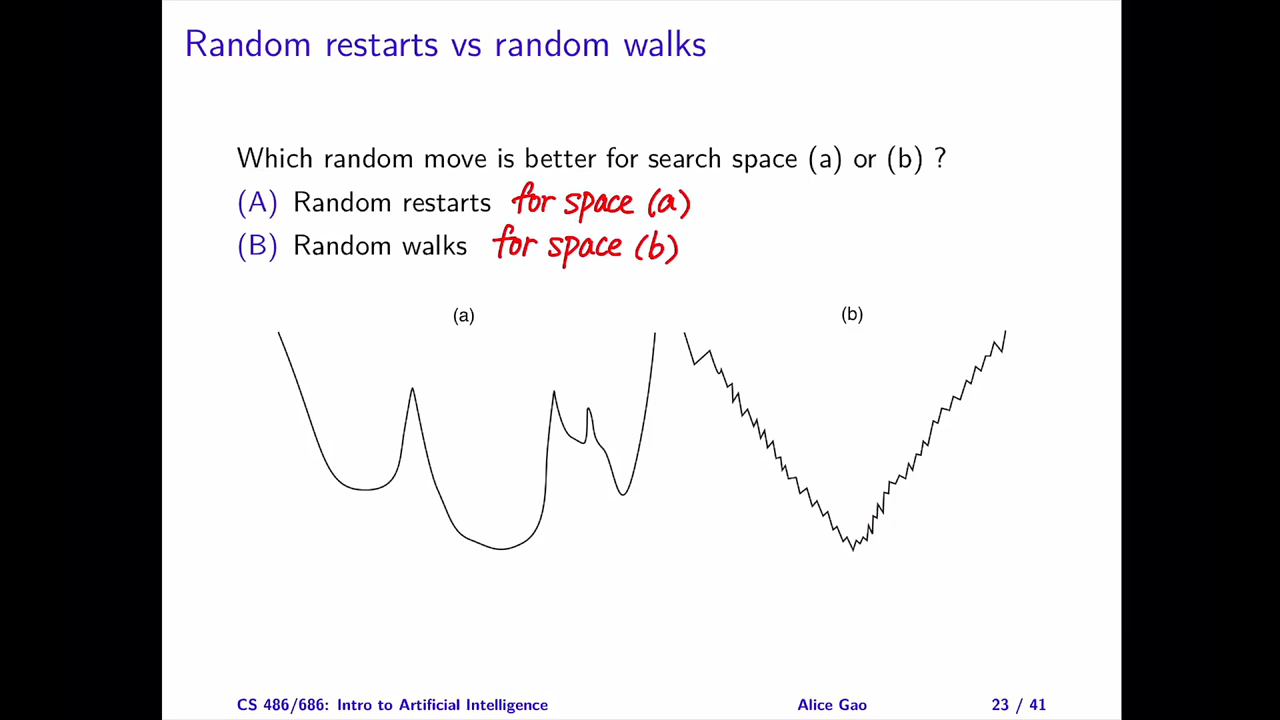 Random restarts vs random walks
Which random move is better for search space (a) or (b) ?
(A) Random restarts for space (a)
(B) Random walks for space (b)
(a) (b)
CS 486/686: Intro to Artificial Intelligence Alice Gao 23 / 41